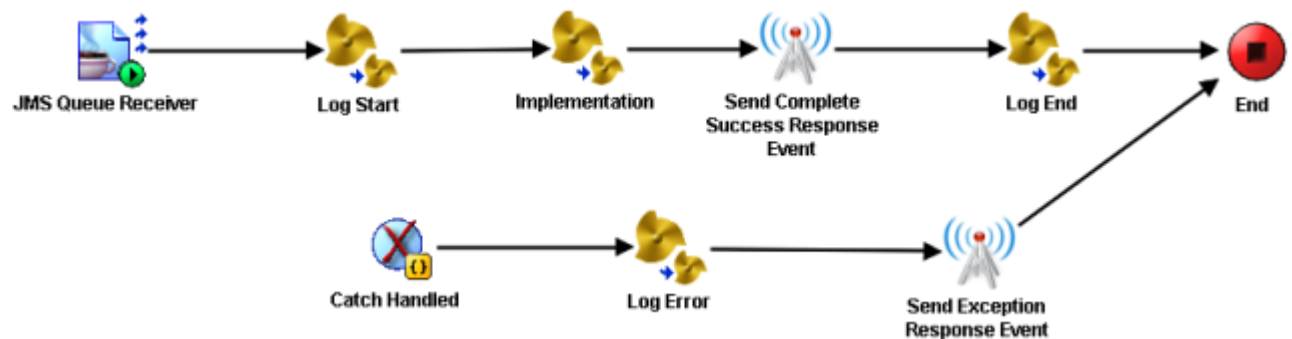 JMS Queue Receiver
Log Start
Implementation
Send Complete
Success Response
Event
Log End
End
Catch Handled
{}
Log Error
Send Exception
Response Event